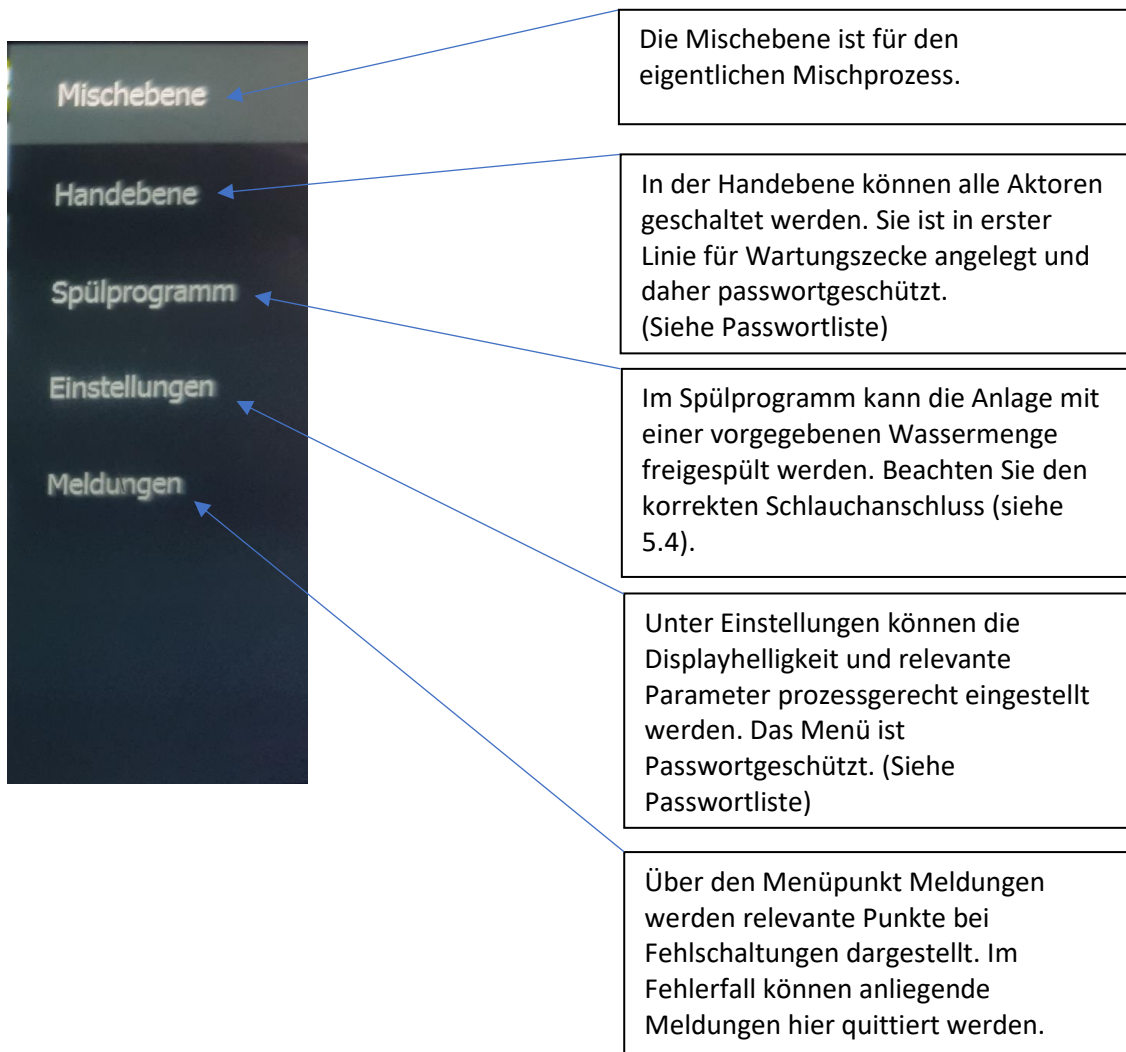 Mischebene
Handebene
Spülprogramm
Einstellungen
Meldungen
Die Mischebene ist für den
eigentlichen Mischprozess.
In der Handebene können alle Aktoren
geschaltet werden. Sie ist in erster
Linie für Wartungszecke angelegt und
daher passwortgeschützt.
(Siehe Passwortliste)
Im Spülprogramm kann die Anlage mit
einer vorgegebenen Wassermenge
freigespült werden. Beachten Sie den
korrekten Schlauchanschluss (siehe
5.4).
Unter Einstellungen können die
Displayhelligkeit und relevante
Parameter prozessgerecht eingestellt
werden. Das Menü ist
Passwortgeschützt. (Siehe
Passwortliste)
Über den Menüpunkt Meldungen
werden relevante Punkte bei
Fehlschaltungen dargestellt. Im
Fehlerfall können anliegende
Meldungen hier quittiert werden.